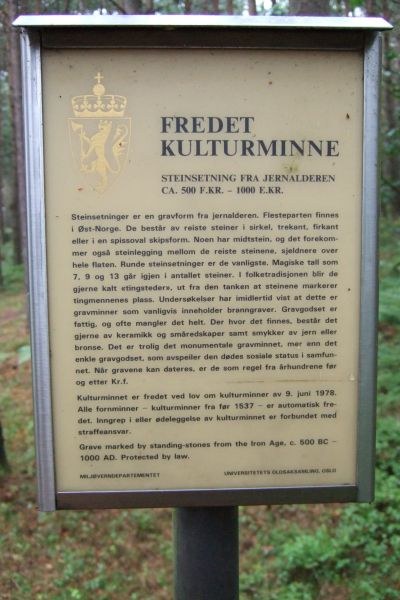 FREDET
KULTURMINNE
STEINSETNING FRA JERNALDEREN
CA. 500 F.KR. – 1000 E.KR.
Steinsetninger er en gravform fra jernalderen. Flesteparten finnes
i Øst-Norge. De består av reiste steiner i sirkel, trekant, firkant
eller i en spissoval skipsform. Noen har midtstein, og det forekom-
mer også steinlegging mellom de reiste steinene, sjeldnere over
hele flaten. Runde steinsetninger er de vanligste. Magiske tall som
7, 9 og 13 går igjen i antallet steiner. I folketradisjonen blir de
gjerne kalt «tingsteder», ut fra den tanken at steinene markerer
tingmennenes plass. Undersøkelser har imidlertid vist at dette er
gravminner som vanligvis inneholder branngraver. Gravgodset er
fattig, og ofte mangler det helt. Der hvor det finnes, består det
gjerne av keramikk og småredskaper samt smykker av jern eller
bronse. Det er trolig det monumentale gravminnet, mer enn det
enkle gravgodset, som avspeiler den dødes sosiale status i samfun-
net. Når gravene kan dateres, er de som regel fra århundrene før
og etter Kr.f.
Kulturminnet er fredet ved lov om kulturminner av 9. juni 1978.
Alle fornminner – kulturminner fra før 1537 – er automatisk fre-
det. Inngrep i eller ødeleggelse av kulturminnet er forbundet med
straffeansvar.
Grave marked by standing-stones from the Iron Age, c. 500 BC –
1000 AD. Protected by law.
MILJØVERNDEPARTEMENTET UNIVERSITETETS OLDSAKSAMLING, OSLO